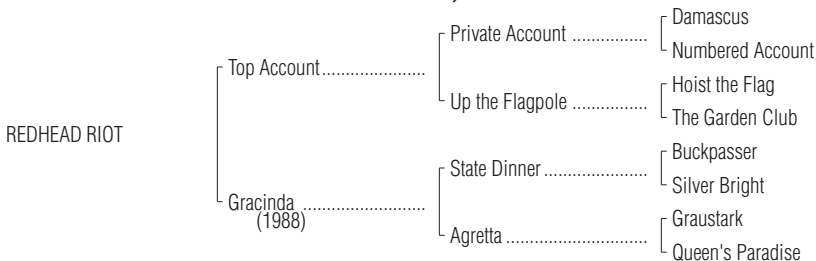 Damascus
Private Account ...............
Numbered Account
Top Account......................
Hoist the Flag
Up the Flagpole ................
The Garden Club
REDHEAD RIOT
Buckpasser
State Dinner ......................
Silver Bright
Gracinda ..........................
(1988)
Graustark
Agretta ..............................
Queen's Paradise